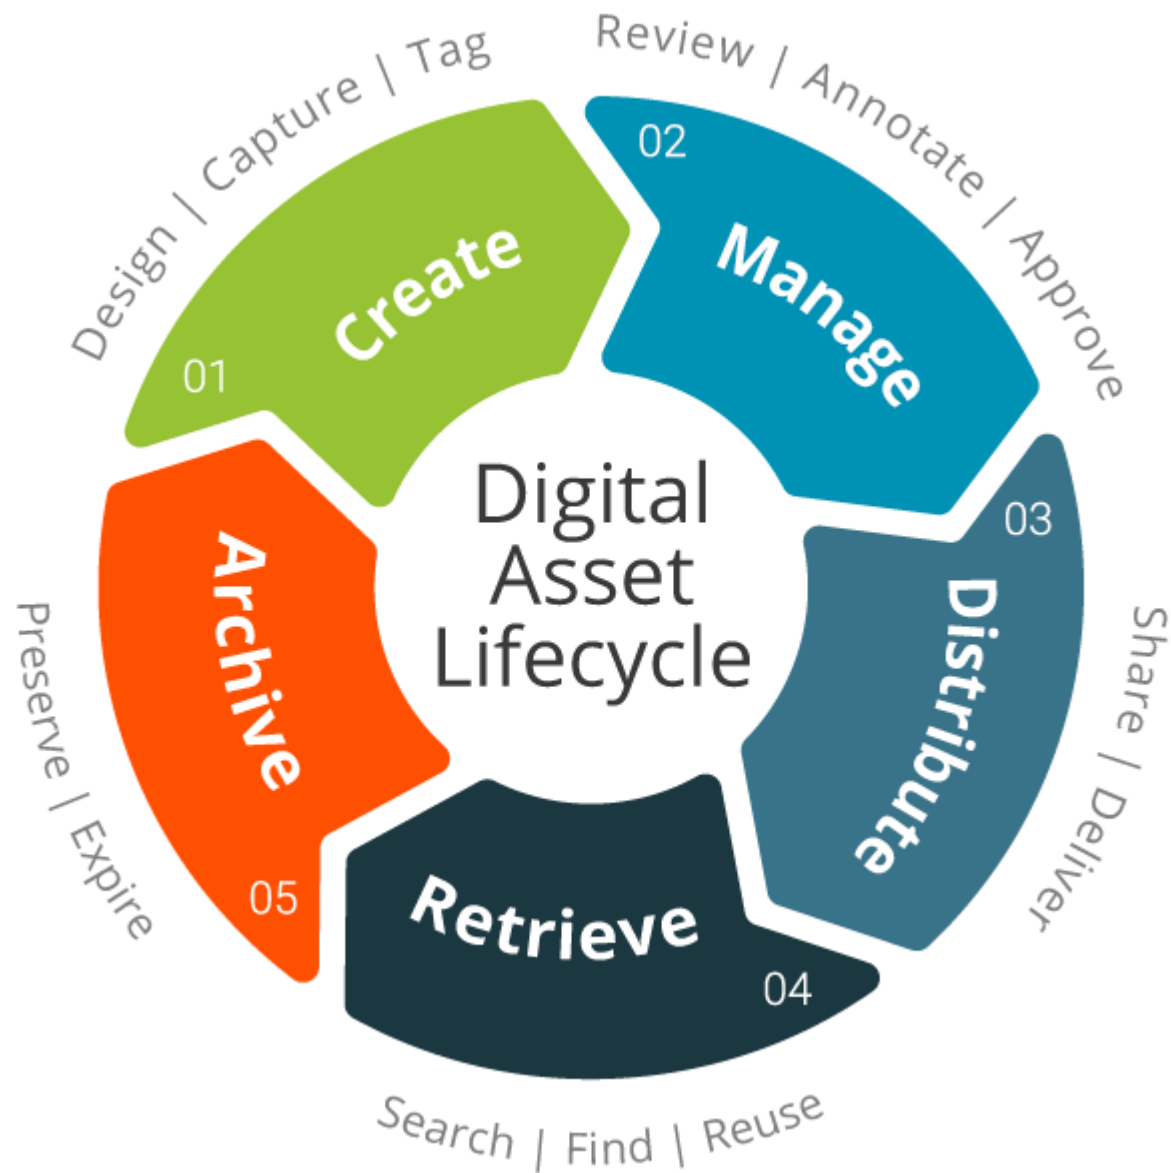 Digital
Asset
Lifecycle
Design | Capture | Tag
01
Create
Review | Annotate | Approve
02
Manage
Share | Deliver
03
Distribute
Search | Find | Reuse
04
Retrieve
Preserve | Expire
05
Archive